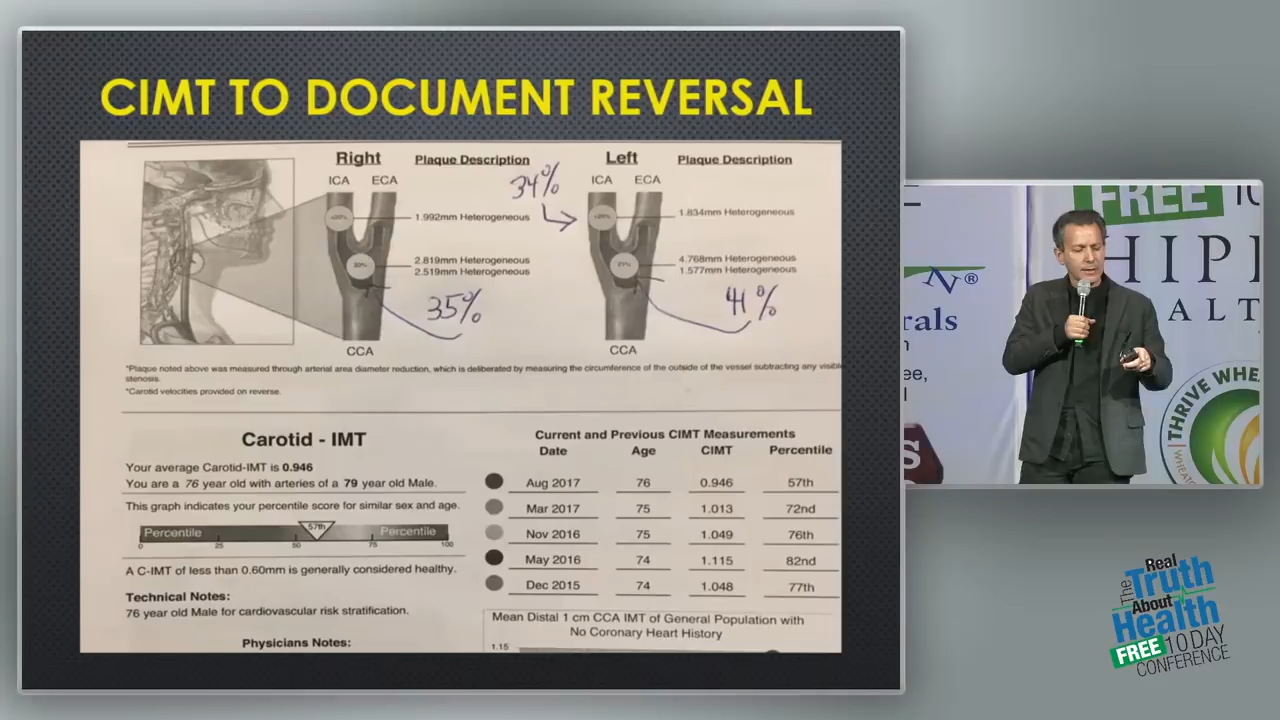 CIMT TO DOCUMENT REVERSAL
Right
Plaque Description
Left
Plaque Description
ICA ECA
34%
ICA ECA
1.992mm Heterogeneous
1.834mm Heterogeneous
2.819mm Heterogeneous
2.519mm Heterogeneous
4.768mm Heterogeneous
1.577mm Heterogeneous
35%
41%
CCA
CCA
*Plaque noted above was measured through arterial area diameter reduction, which is deliberated by measuring the circumference of the outside of the vessel subtracting any visible
stenosis.
*Carotid velocities provided on reverse.
Carotid - IMT
Your average Carotid-IMT is 0.946
You are a 76 year old with arteries of a 79 year old Male.
This graph indicates your percentile score for similar sex and age.
Percentile 57th Percentile
0 25 50 75 100
A C-IMT of less than 0.60mm is generally considered healthy.
Technical Notes:
76 year old Male for cardiovascular risk stratification.
Physicians Notes:
Current and Previous CIMT Measurements
Date Age CIMT Percentile
Aug 2017 76 0.946 57th
Mar 2017 75 1.013 72nd
Nov 2016 75 1.049 76th
May 2016 74 1.115 82nd
Dec 2015 74 1.048 77th
Mean Distal 1 cm CCA IMT of General Population with
No Coronary Heart History
1.15
FREE
HIPP
ALT
N®
rals
ee,
S
THRIVE WHE
The Real
Truth
About
Health
FREE 10 DAY
CONFERENCE